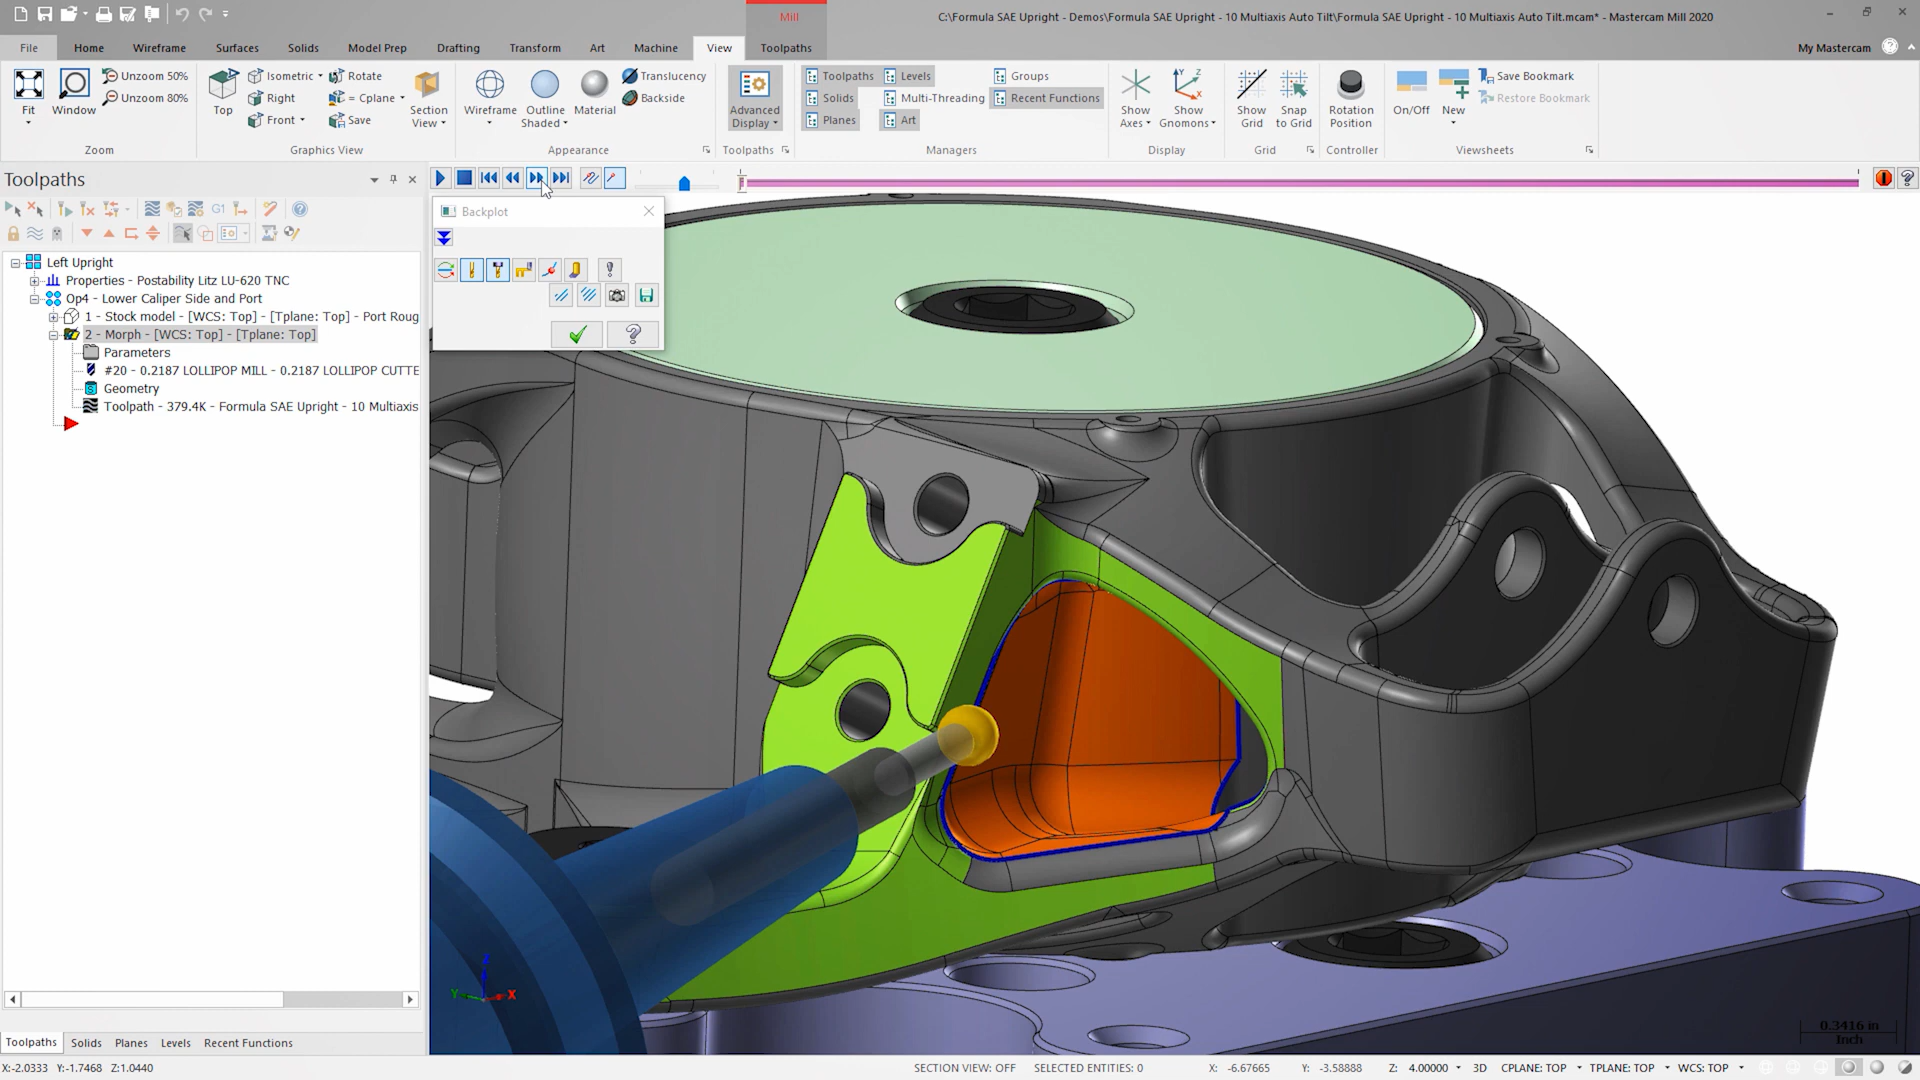 Mill
C:\Formula SAE Upright - Demos\Formula SAE Upright - 10 Multiaxis Auto Tilt\Formula SAE Upright - 10 Multiaxis Auto Tilt.mcam* - Mastercam Mill 2020
File Home Wireframe Surfaces Solids Model Prep Drafting Transform Art Machine View Toolpaths My Mastercam
Fit
Window
Unzoom 50%
Unzoom 80%
Zoom
Top
Isometric
Right
Front
Rotate
= Cplane
Save
Section View
Graphics View
Wireframe
Outline Shaded
Material
Translucency
Backside
Appearance
Advanced Display
Toolpaths
Toolpaths Levels Groups
Solids Multi-Threading Recent Functions
Planes Art
Managers
Show Axes
Show Gnomons
Display
Show Grid
Snap to Grid
Grid
Rotation Position
Controller
On/Off
New
Save Bookmark
Restore Bookmark
Viewsheets
Toolpaths
G1
Backplot
Left Upright
Properties - Postability Litz LU-620 TNC
Op4 - Lower Caliper Side and Port
1 - Stock model - [WCS: Top] - [Tplane: Top] - Port Roug
2 - Morph - [WCS: Top] - [Tplane: Top]
Parameters
#20 - 0.2187 LOLLIPOP MILL - 0.2187 LOLLIPOP CUTTE
Geometry
Toolpath - 379.4K - Formula SAE Upright - 10 Multiaxis
Z
Y
X
0.3416 in
Inch
Toolpaths Solids Planes Levels Recent Functions
X:-2.0333 Y:-1.7468 Z:1.0440
SECTION VIEW: OFF SELECTED ENTITIES: 0 X: -6.67665 Y: -3.58888 Z: 4.00000 3D CPLANE: TOP TPLANE: TOP WCS: TOP